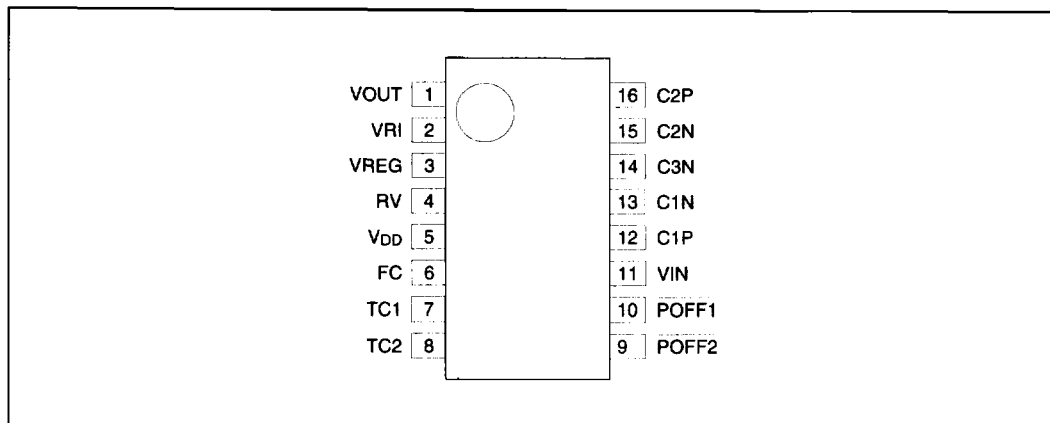 VOUT 1 16 C2P
VRI 2 15 C2N
VREG 3 14 C3N
RV 4 13 C1N
VDD 5 12 C1P
FC 6 11 VIN
TC1 7 10 POFF1
TC2 8 9 POFF2